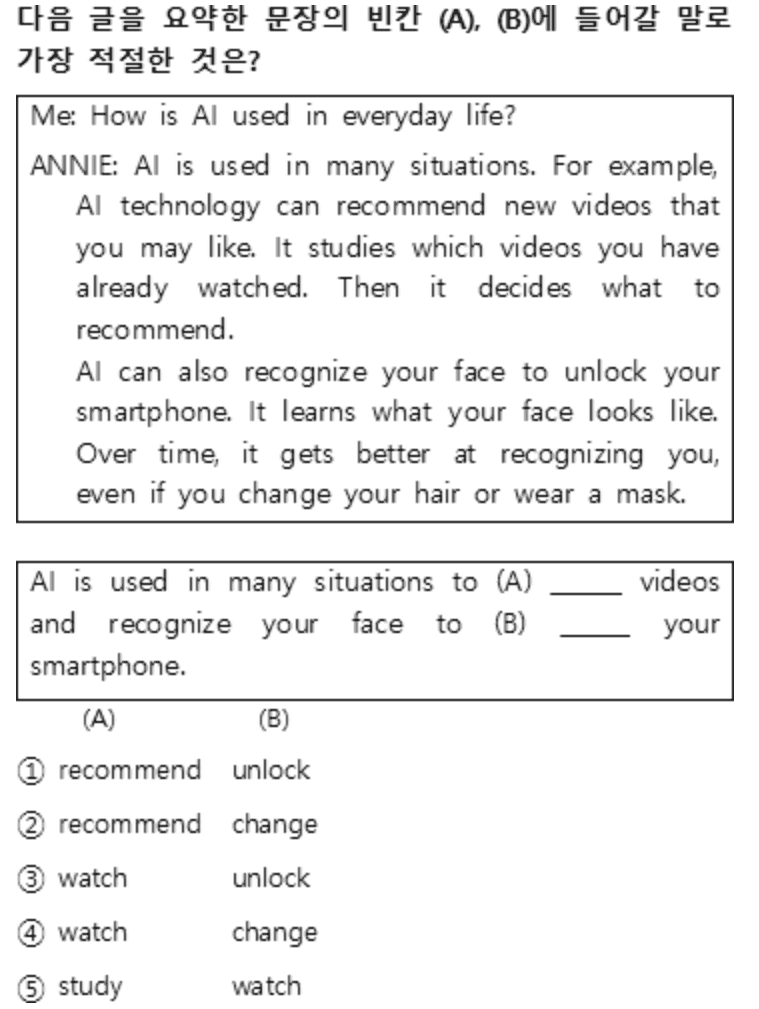 다음 글을 요약한 문장의 빈칸 (A), (B)에 들어갈 말로
가장 적절한 것은?
Me: How is AI used in everyday life?
ANNIE: AI is used in many situations. For example,
AI technology can recommend new videos that
you may like. It studies which videos you have
already watched. Then it decides what to
recommend.
AI can also recognize your face to unlock your
smartphone. It learns what your face looks like.
Over time, it gets better at recognizing you,
even if you change your hair or wear a mask.
AI is used in many situations to (A) _____ videos
and recognize your face to (B) _____ your
smartphone.
(A) (B)
① recommend unlock
② recommend change
③ watch unlock
④ watch change
⑤ study watch